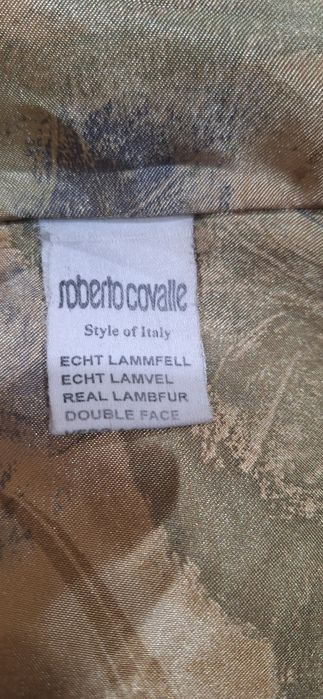 roberto covalle
Style of Italy
ECHT LAMMFELL
ECHT LAMVEL
REAL LAMBFUR
DOUBLE FACE